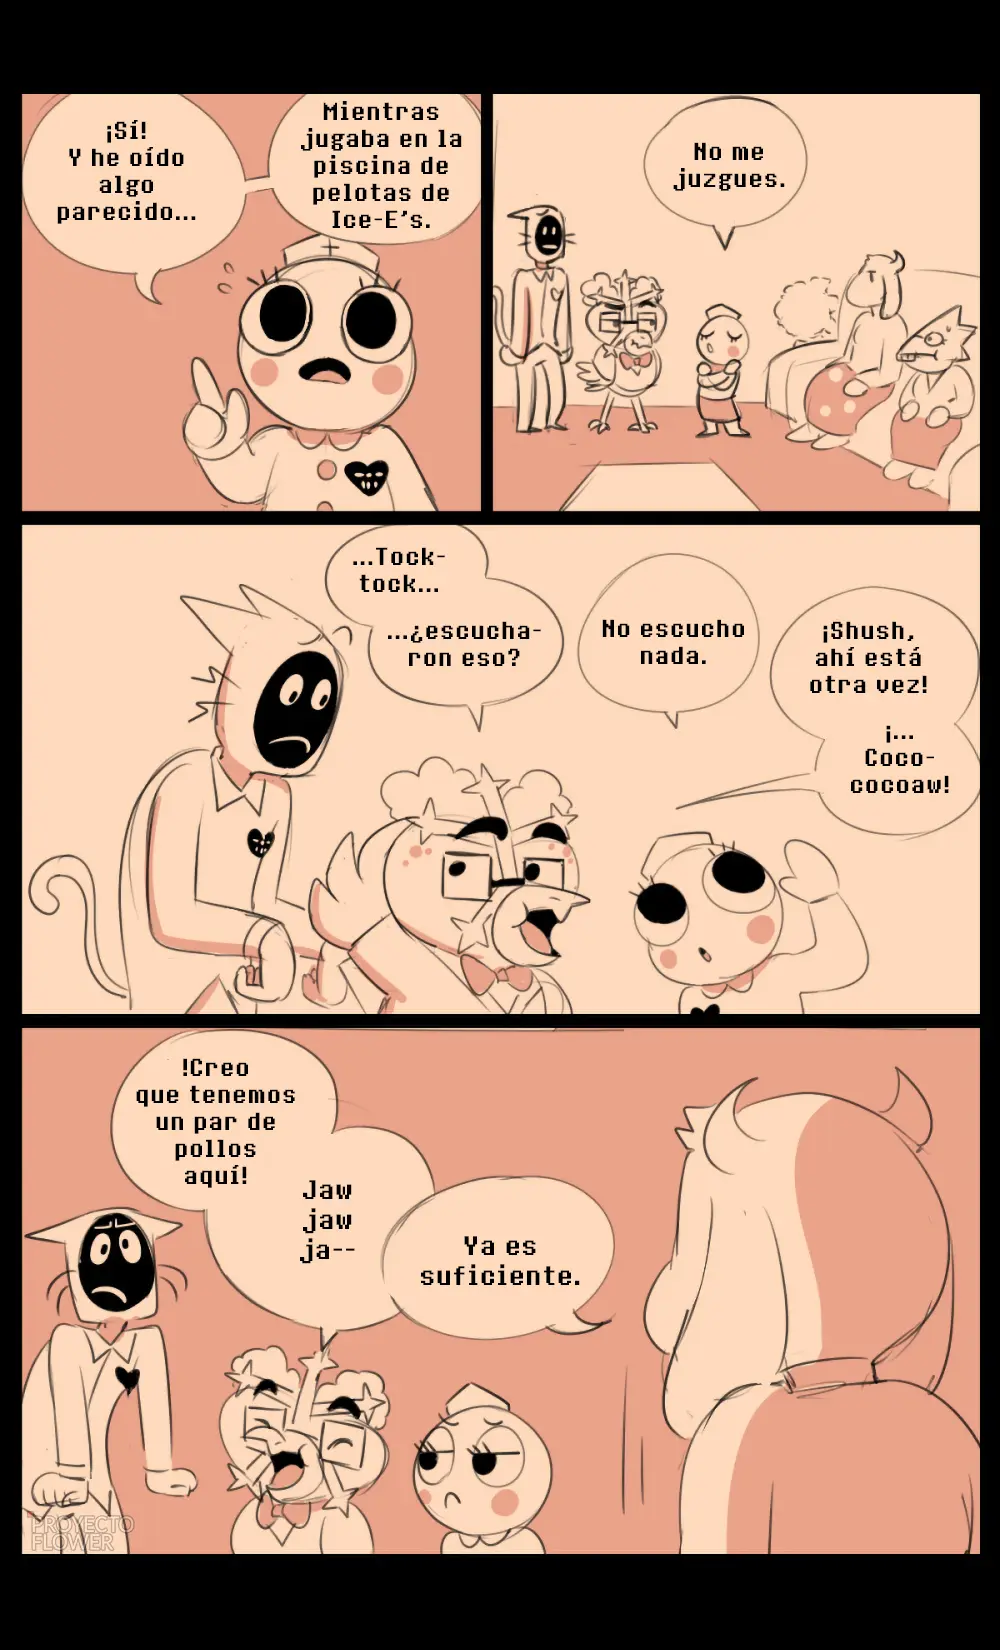 ¡Sí!
Y he oído
algo
parecido...
Mientras
jugaba en la
piscina de
pelotas de
Ice-E's.
No me
juzgues.
...Tock-
tock...
...¿escucha-
ron eso?
No escucho
nada.
¡Shush,
ahí está
otra vez!
¡...
Coco-
cocoaw!
!Creo
que tenemos
un par de
pollos
aquí!
Jaw
jaw
ja--
Ya es
suficiente.
PROYECTO
FLOWER